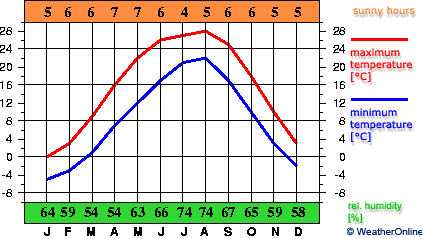 5 6 6 7 7 6 6 5 6 6 5 5
sunny hours
28 28
maximum
temperature
[°C]
24 24
20 20
16 16
minimum
temperature
[°C]
12 12
8 8
4 4
0 0
-4 -4
-8 -8
64 59 54 54 63 66 74 74 67 65 59 58
rel. humidity
[%]
J F M A M J J A S O N D
© WeatherOnline